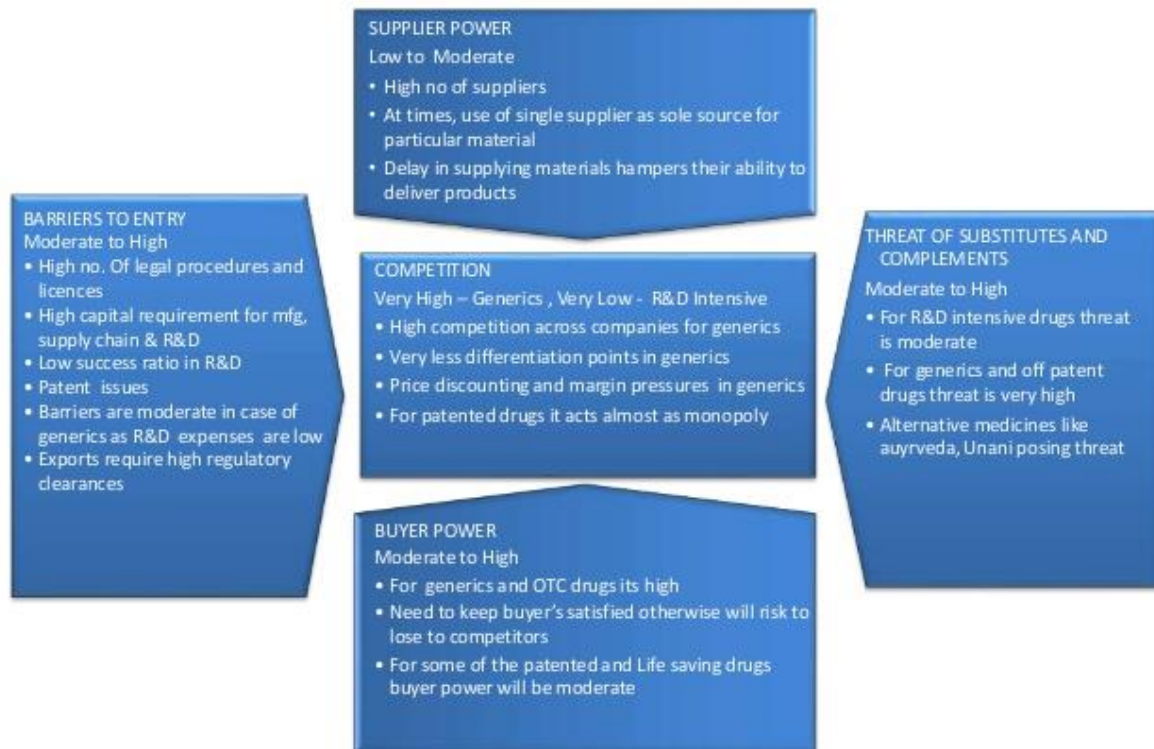 SUPPLIER POWER
Low to Moderate
• High no of suppliers
• At times, use of single supplier as sole source for
particular material
• Delay in supplying materials hampers their ability to
deliver products
BARRIERS TO ENTRY
Moderate to High
• High no. Of legal procedures and
licences
• High capital requirement for mfg,
supply chain & R&D
• Low success ratio in R&D
• Patent issues
• Barriers are moderate in case of
generics as R&D expenses are low
• Exports require high regulatory
clearances
COMPETITION
Very High – Generics , Very Low - R&D Intensive
• High competition across companies for generics
• Very less differentiation points in generics
• Price discounting and margin pressures in generics
• For patented drugs it acts almost as monopoly
THREAT OF SUBSTITUTES AND
COMPLEMENTS
Moderate to High
• For R&D intensive drugs threat
is moderate
• For generics and off patent
drugs threat is very high
• Alternative medicines like
auyrveda, Unani posing threat
BUYER POWER
Moderate to High
• For generics and OTC drugs its high
• Need to keep buyer's satisfied otherwise will risk to
lose to competitors
• For some of the patented and Life saving drugs
buyer power will be moderate